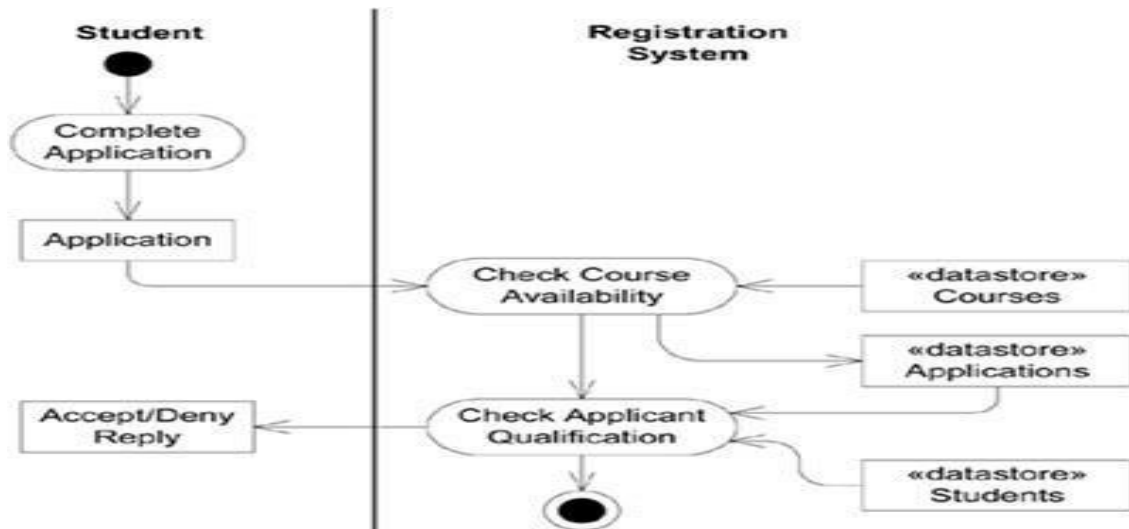 Student
Registration
System
Complete
Application
Application
Check Course
Availability
«datastore»
Courses
«datastore»
Applications
Accept/Deny
Reply
Check Applicant
Qualification
«datastore»
Students